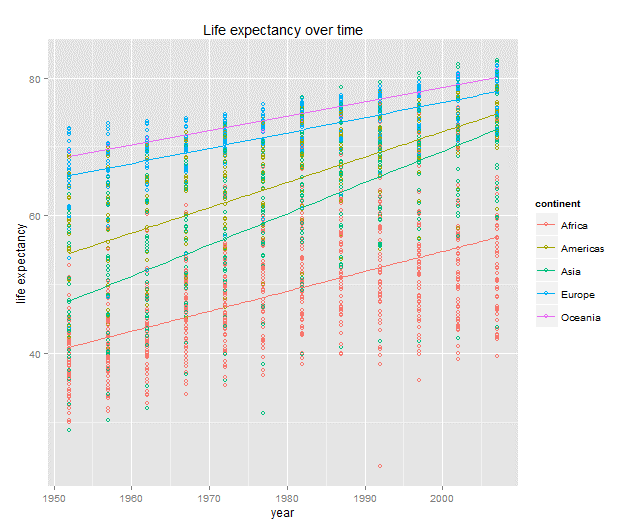 Life expectancy over time
80
60
40
life expectancy
1950 1960 1970 1980 1990 2000
year
continent
Africa
Americas
Asia
Europe
Oceania